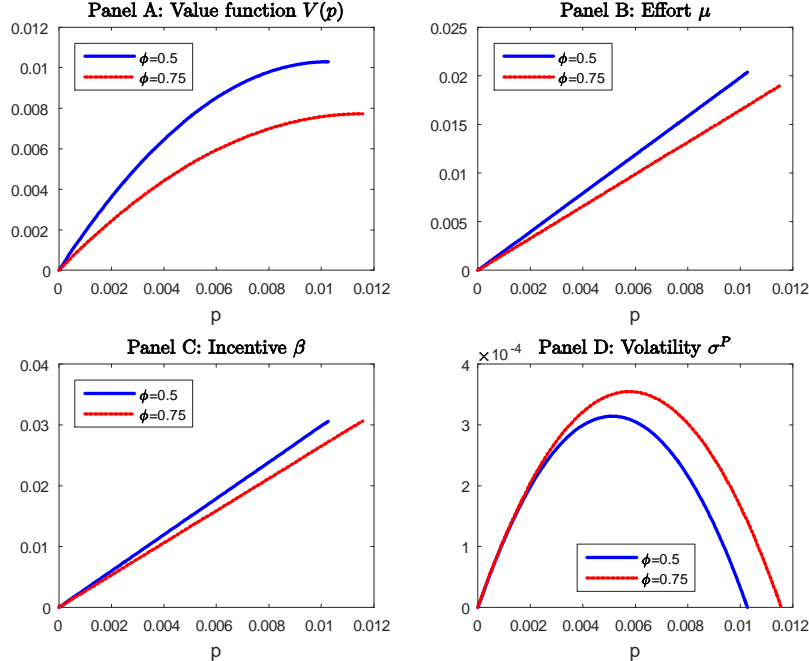 Panel A: Value function V(p)
0.012
0.01
0.008
0.006
0.004
0.002
0
ϕ=0.5
ϕ=0.75
0 0.002 0.004 0.006 0.008 0.01 0.012
p
Panel B: Effort μ
0.025
0.02
0.015
0.01
0.005
0
ϕ=0.5
ϕ=0.75
0 0.002 0.004 0.006 0.008 0.01 0.012
p
Panel C: Incentive β
0.04
0.03
0.02
0.01
0
ϕ=0.5
ϕ=0.75
0 0.002 0.004 0.006 0.008 0.01 0.012
p
Panel D: Volatility σ^P
×10^-4
4
3
2
1
0
ϕ=0.5
ϕ=0.75
0 0.002 0.004 0.006 0.008 0.01 0.012
p